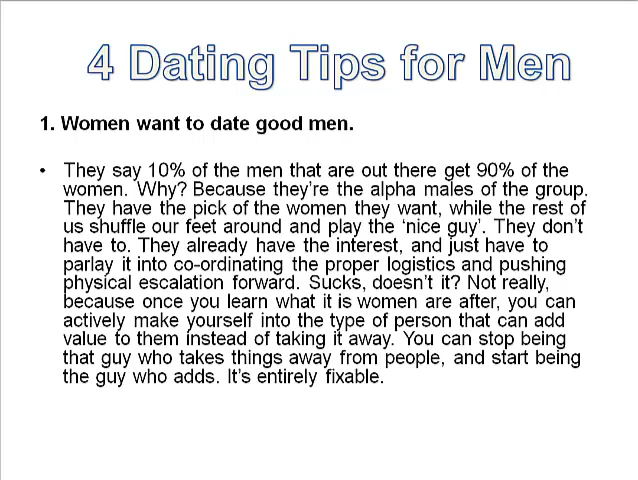 4 Dating Tips for Men
1. Women want to date good men.
• They say 10% of the men that are out there get 90% of the
women. Why? Because they're the alpha males of the group.
They have the pick of the women they want, while the rest of
us shuffle our feet around and play the 'nice guy'. They don't
have to. They already have the interest, and just have to
parlay it into co-ordinating the proper logistics and pushing
physical escalation forward. Sucks, doesn't it? Not really,
because once you learn what it is women are after, you can
actively make yourself into the type of person that can add
value to them instead of taking it away. You can stop being
that guy who takes things away from people, and start being
the guy who adds. It's entirely fixable.